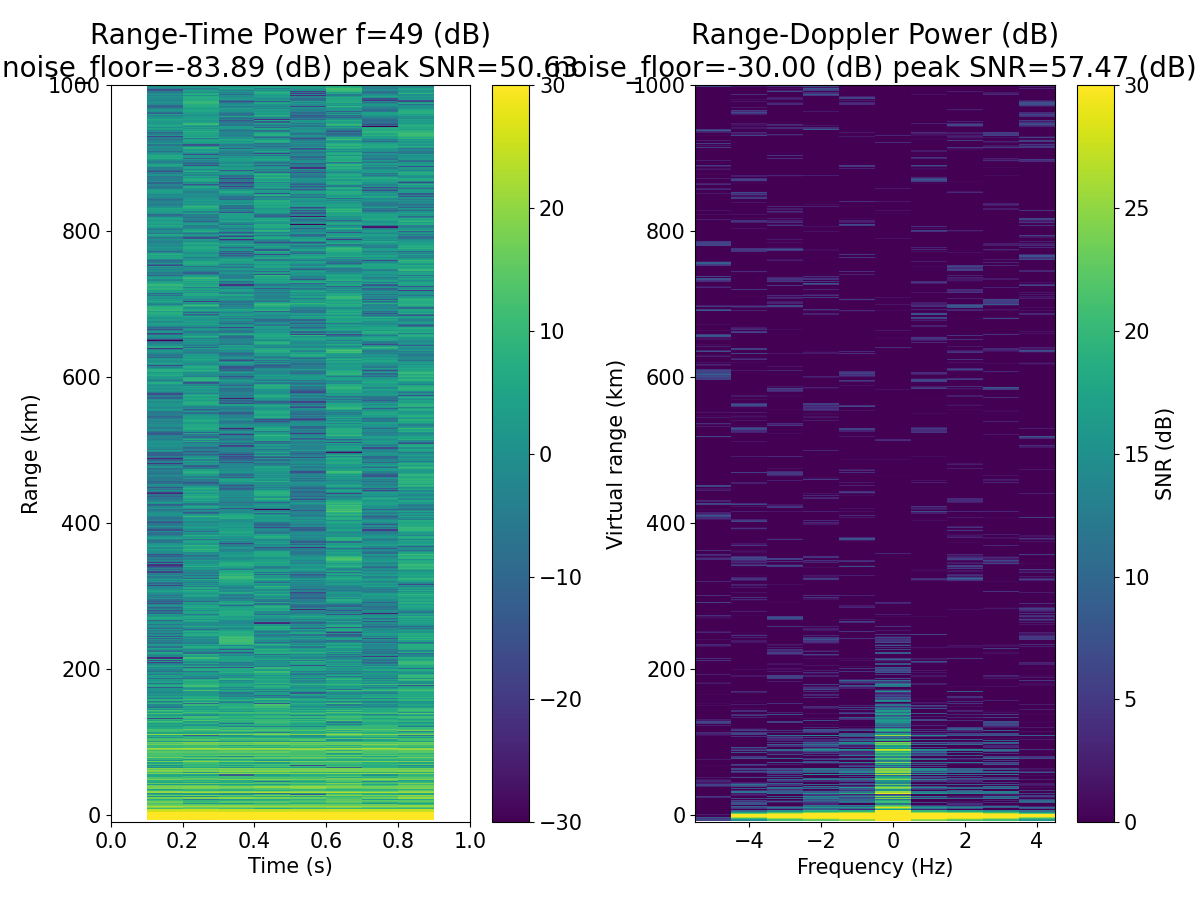 Range-Time Power f=49 (dB)
noise_floor=-83.89 (dB) peak SNR=50.63
Range-Doppler Power (dB)
noise_floor=-30.00 (dB) peak SNR=57.47 (dB)
1000
800
600
400
200
0
Range (km)
0.0 0.2 0.4 0.6 0.8 1.0
Time (s)
30
20
10
0
−10
−20
−30
1000
800
600
400
200
0
Virtual range (km)
−4 −2 0 2 4
Frequency (Hz)
30
25
20
15
10
5
0
SNR (dB)